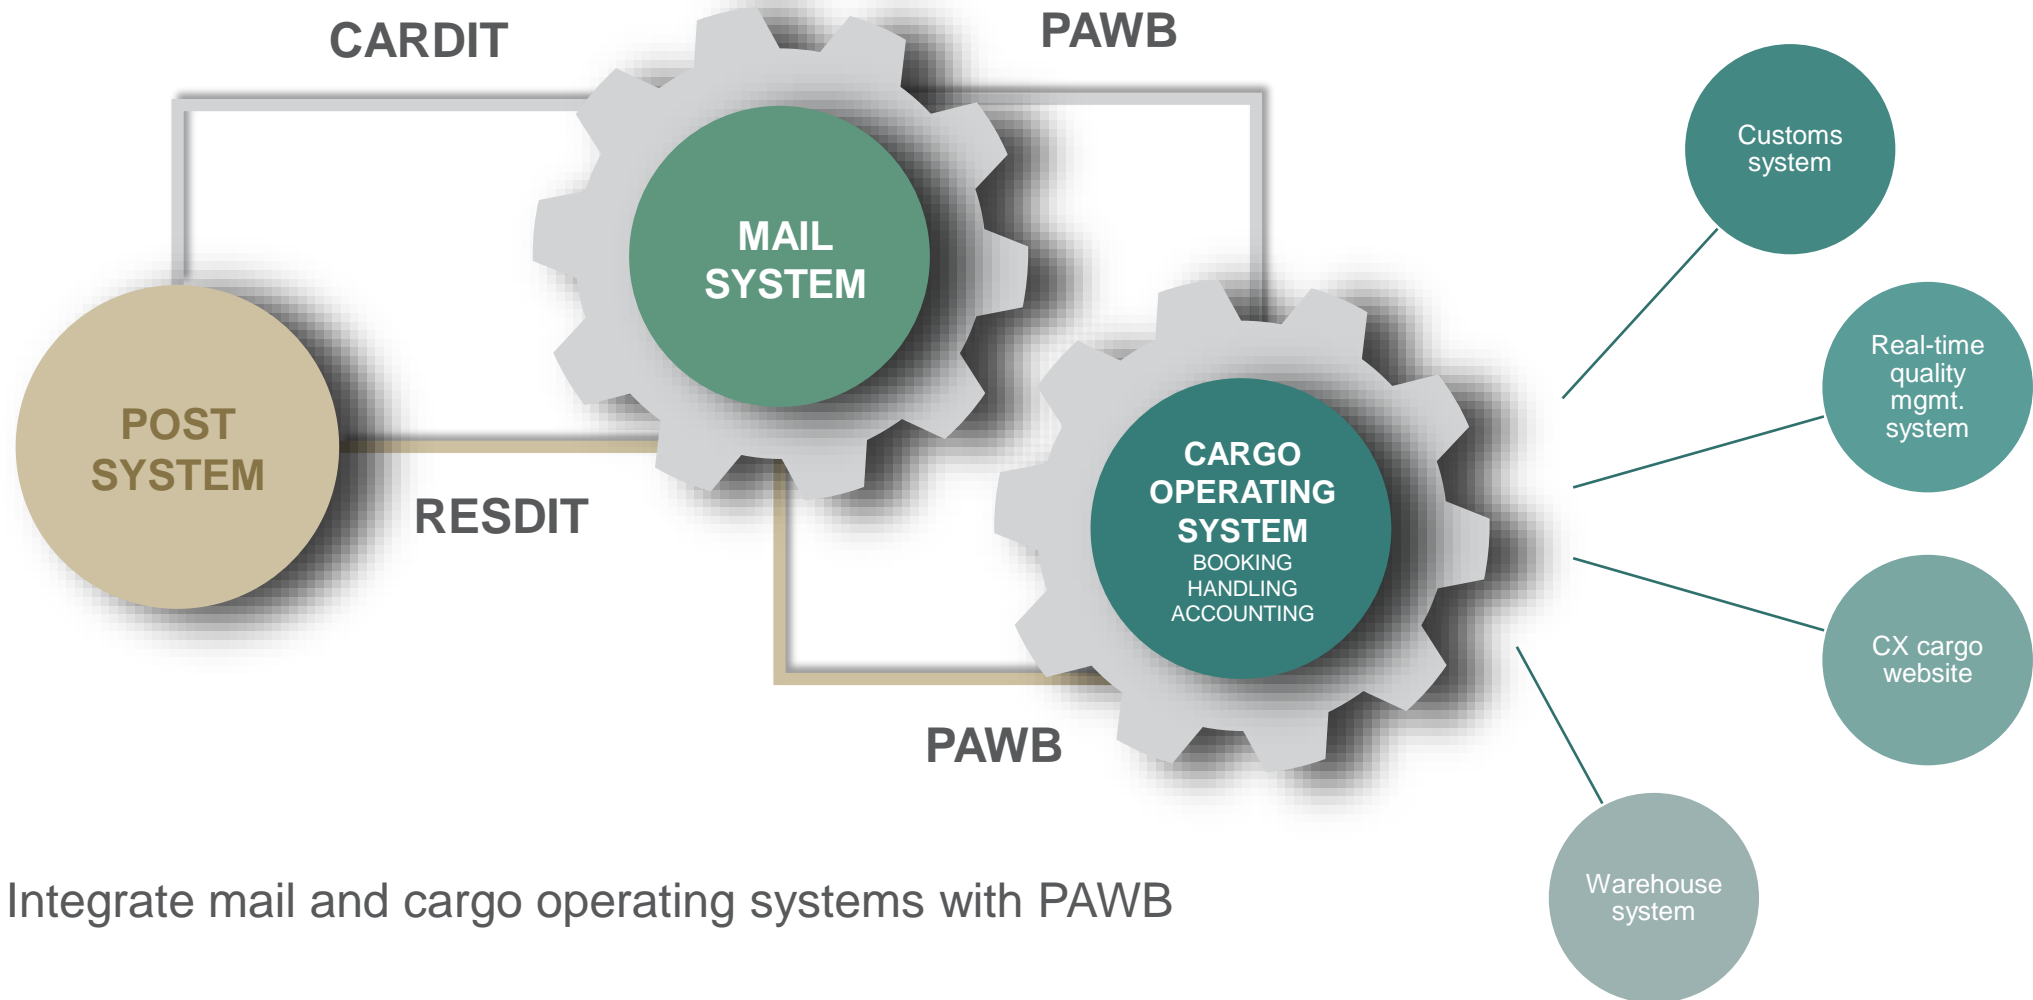 CARDIT
PAWB
MAIL
SYSTEM
POST
SYSTEM
RESDIT
CARGO
OPERATING
SYSTEM
BOOKING
HANDLING
ACCOUNTING
PAWB
Customs
system
Real-time
quality
mgmt.
system
CX cargo
website
Warehouse
system
Integrate mail and cargo operating systems with PAWB